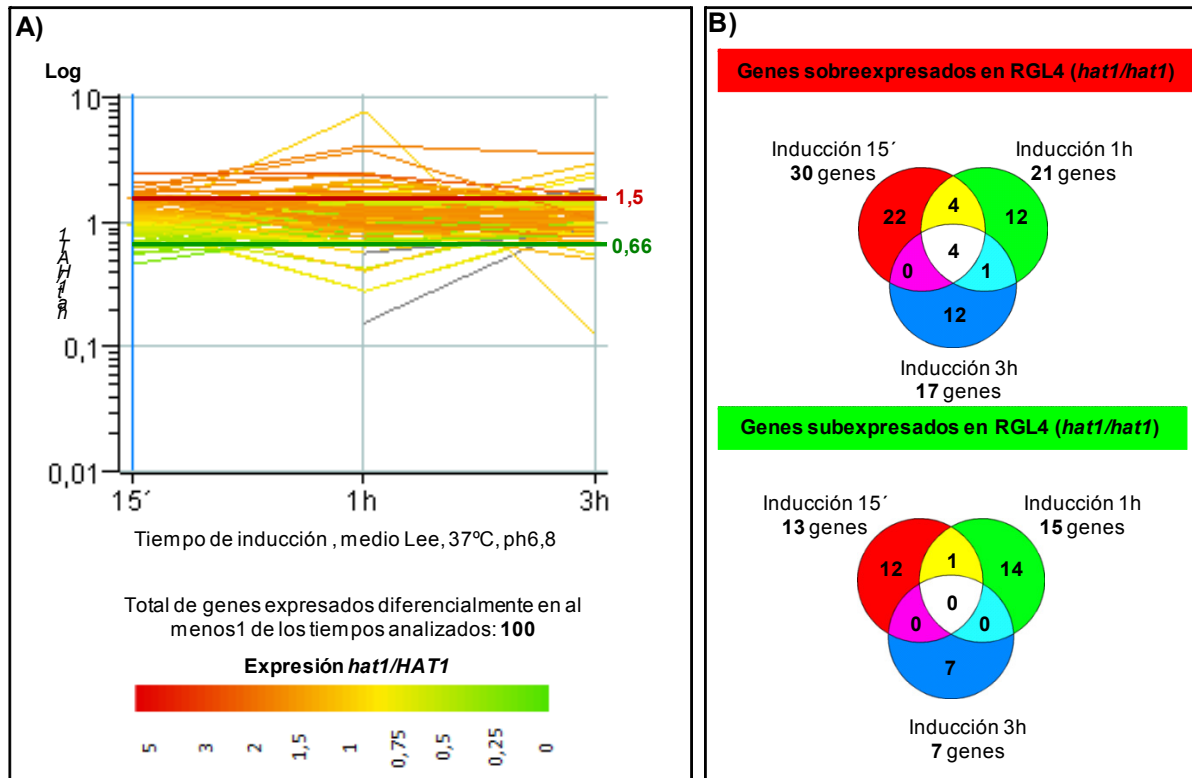 A)
Log
10
1
0,1
0,01
1,5
0,66
15´
1h
3h
Tiempo de inducción , medio Lee, 37ºC, ph6,8
Total de genes expresados diferencialmente en al
menos1 de los tiempos analizados: 100
Expresión hat1/HAT1
5
3
2
1,5
1
0,75
0,5
0,25
0
B)
Genes sobreexpresados en RGL4 (hat1/hat1)
Inducción 15´
30 genes
Inducción 1h
21 genes
22
4
12
4
0
1
12
Inducción 3h
17 genes
Genes subexpresados en RGL4 (hat1/hat1)
Inducción 15´
13 genes
Inducción 1h
15 genes
12
1
14
0
0
0
7
Inducción 3h
7 genes